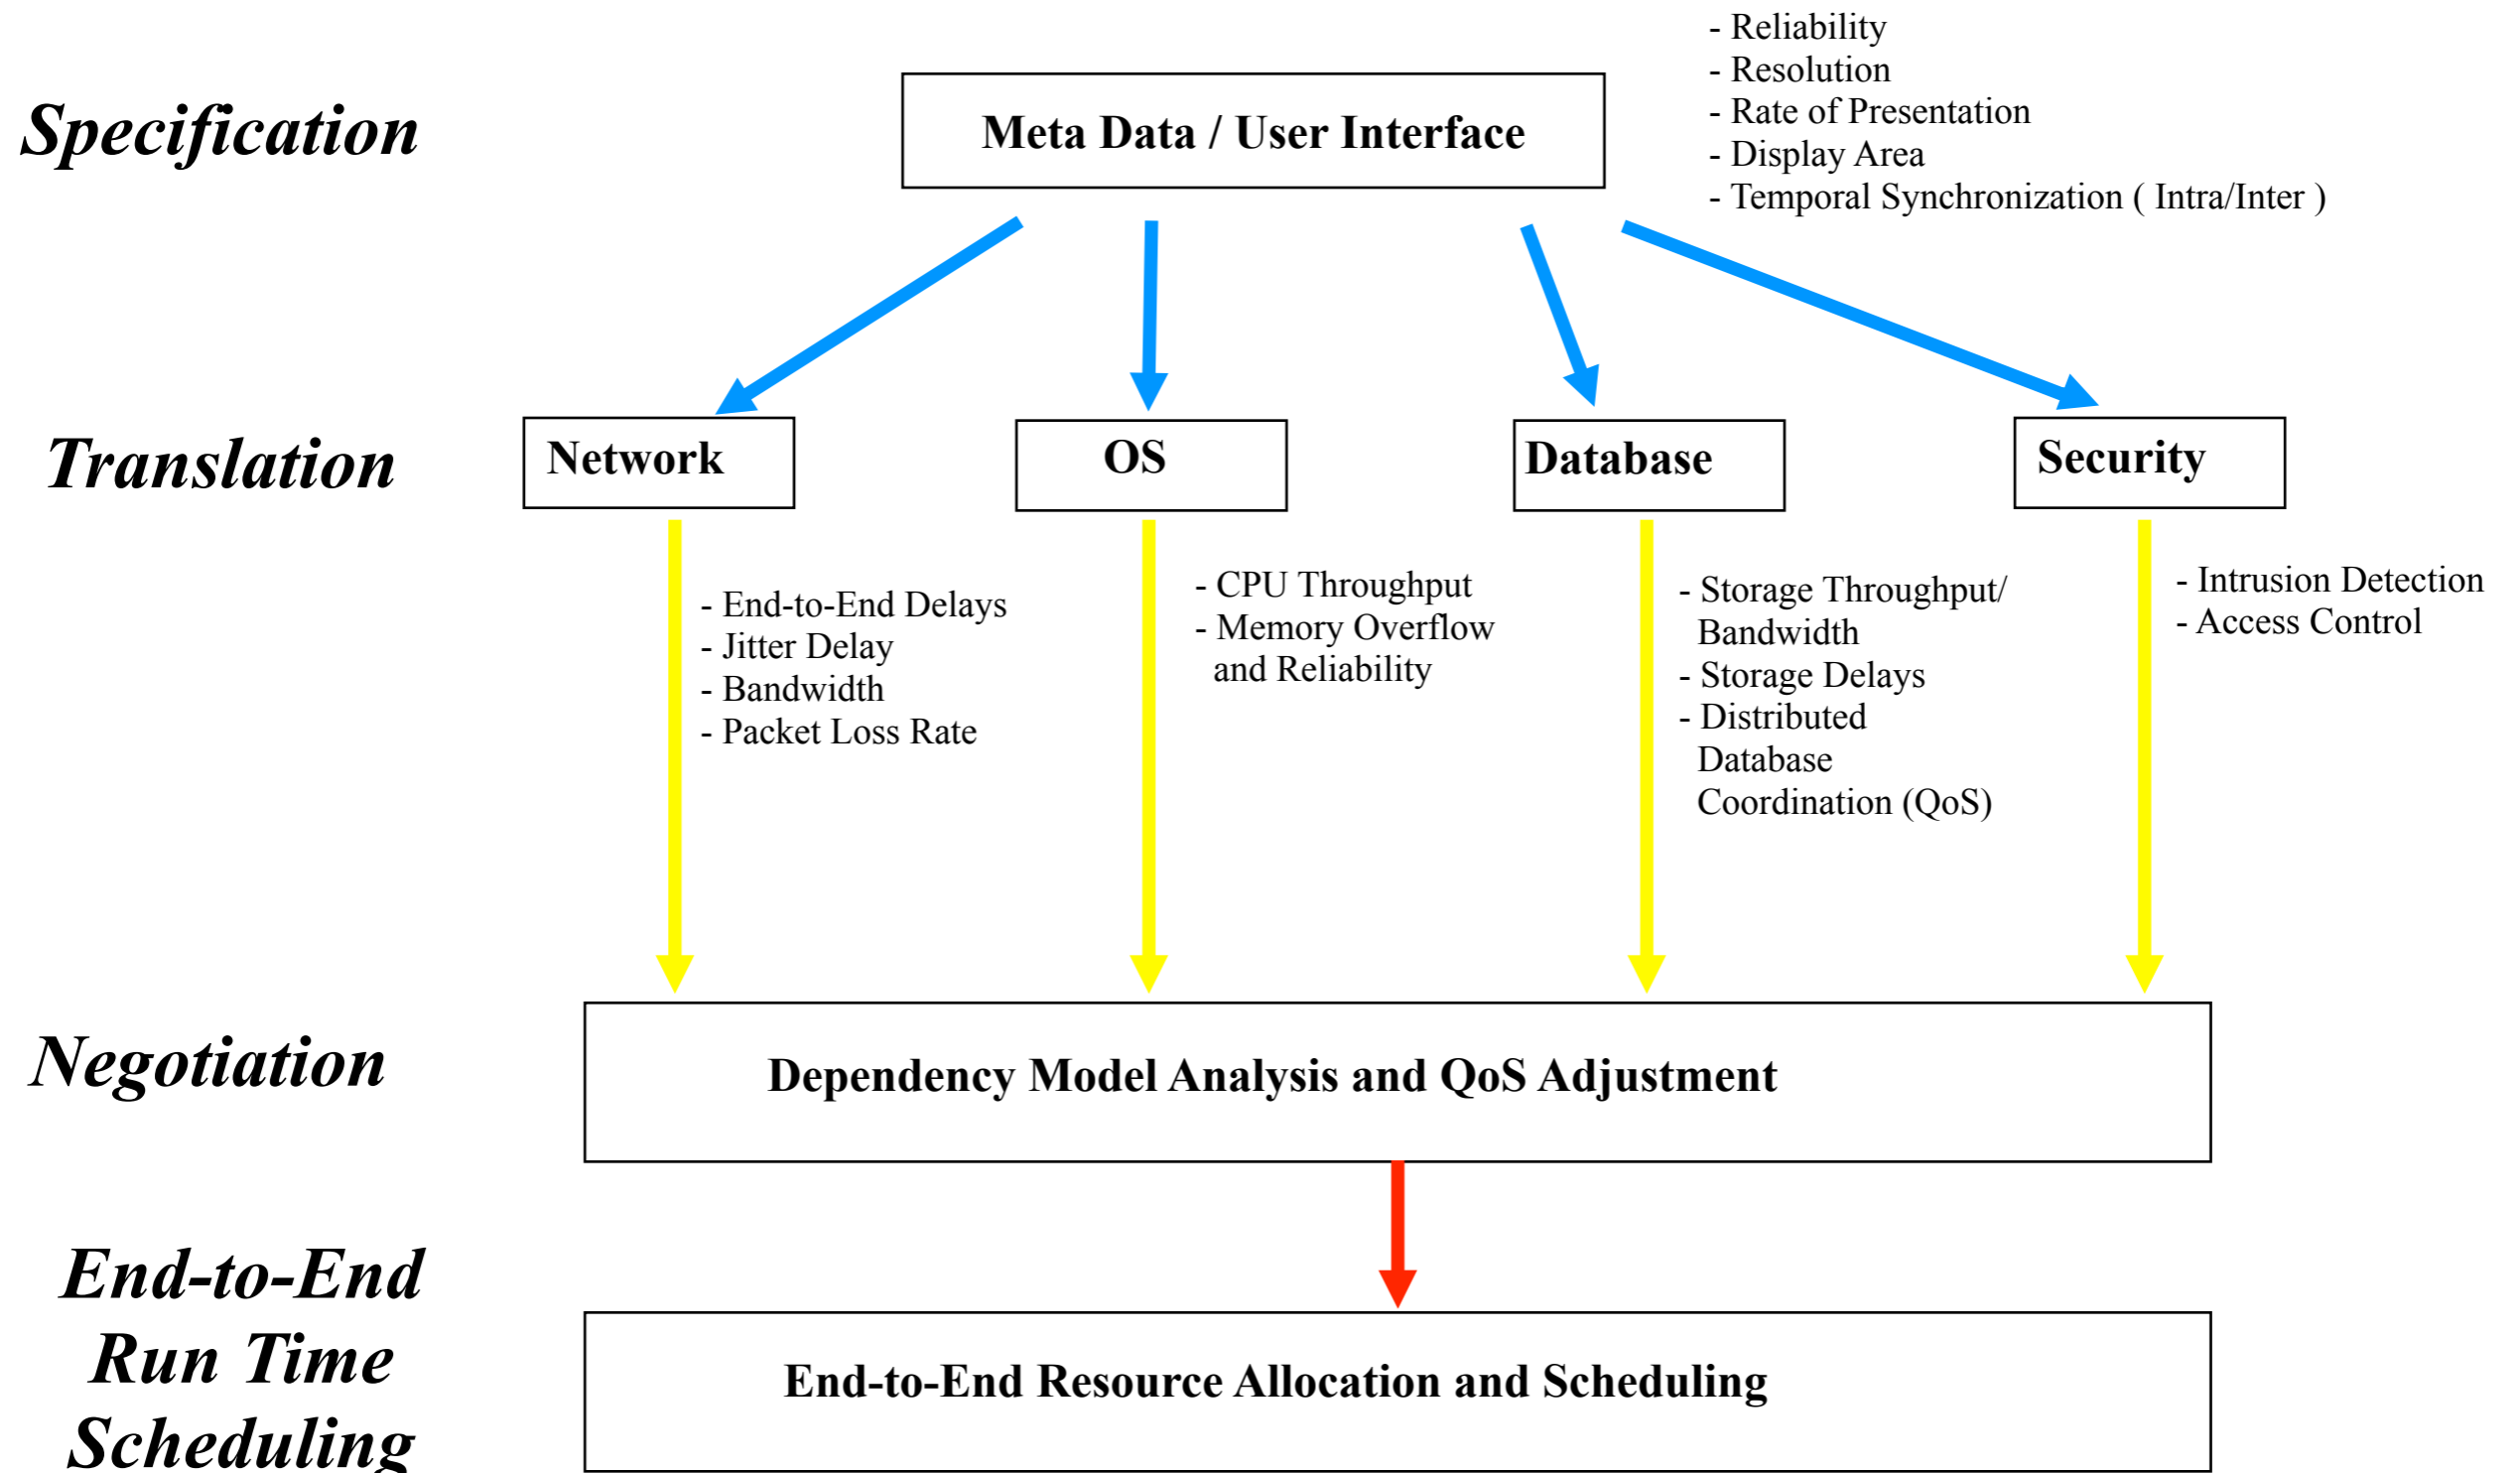 - Reliability
- Resolution
- Rate of Presentation
- Display Area
- Temporal Synchronization ( Intra/Inter )
Specification
Meta Data / User Interface
Translation
Network
OS
Database
Security
- End-to-End Delays
- Jitter Delay
- Bandwidth
- Packet Loss Rate
- CPU Throughput
- Memory Overflow
and Reliability
- Storage Throughput/
Bandwidth
- Storage Delays
- Distributed
Database
Coordination (QoS)
- Intrusion Detection
- Access Control
Negotiation
Dependency Model Analysis and QoS Adjustment
End-to-End
Run Time
Scheduling
End-to-End Resource Allocation and Scheduling